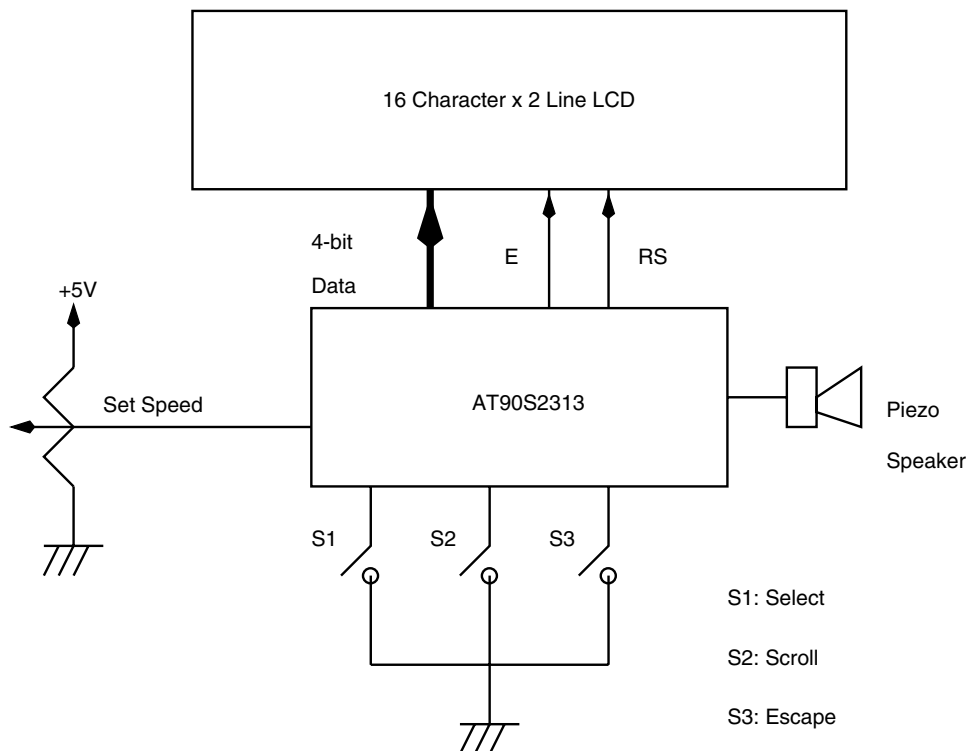 16 Character x 2 Line LCD
4-bit
Data
E
RS
+5V
Set Speed
AT90S2313
Piezo
Speaker
S1
S2
S3
S1: Select
S2: Scroll
S3: Escape